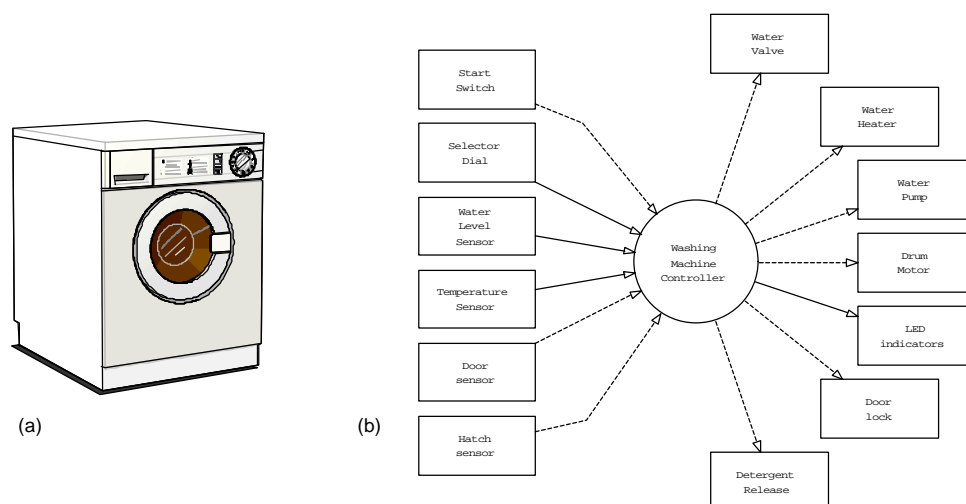 Start
Switch
Selector
Dial
Water
Level
Sensor
Temperature
Sensor
Door
sensor
Hatch
sensor
Washing
Machine
Controller
Water
Valve
Water
Heater
Water
Pump
Drum
Motor
LED
indicators
Door
lock
Detergent
Release
(a)
(b)